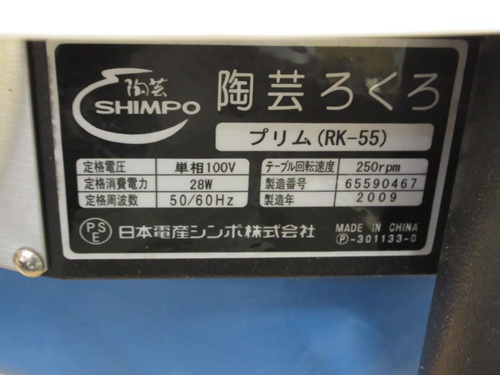 陶芸
SHIMPO
陶芸ろくろ
プリム(RK-55)
定格電圧 単相100V
定格消費電力 28W
定格周波数 50/60Hz
テーブル回転速度 250rpm
製造番号 65590467
製造年 2009
PSE 日本電産シンポ株式会社
MADE IN CHINA
Ⓟ-301133-0